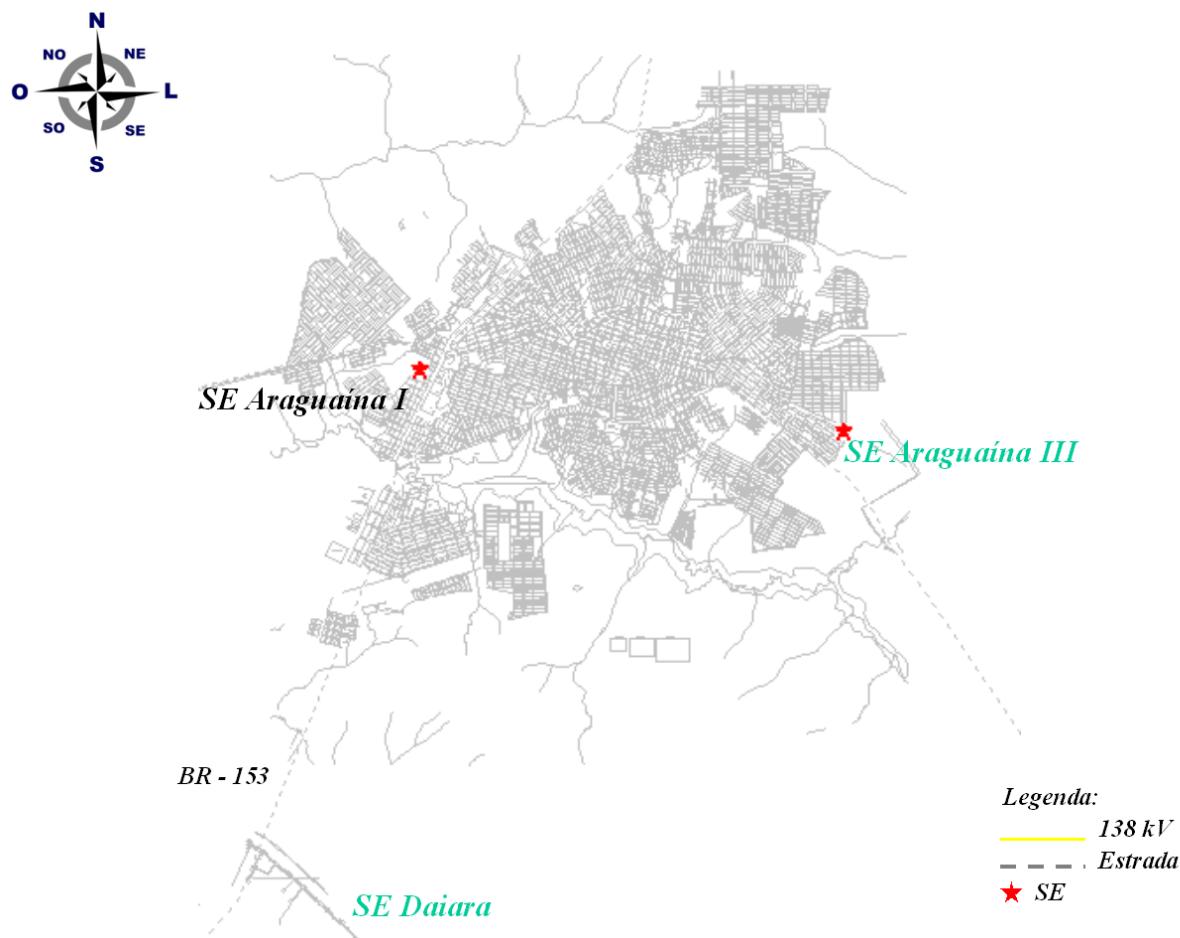 N
NO NE
O L
SO SE
S
SE Araguaína I
SE Araguaína III
BR - 153
SE Daiara
Legenda:
138 kV
Estrada
SE